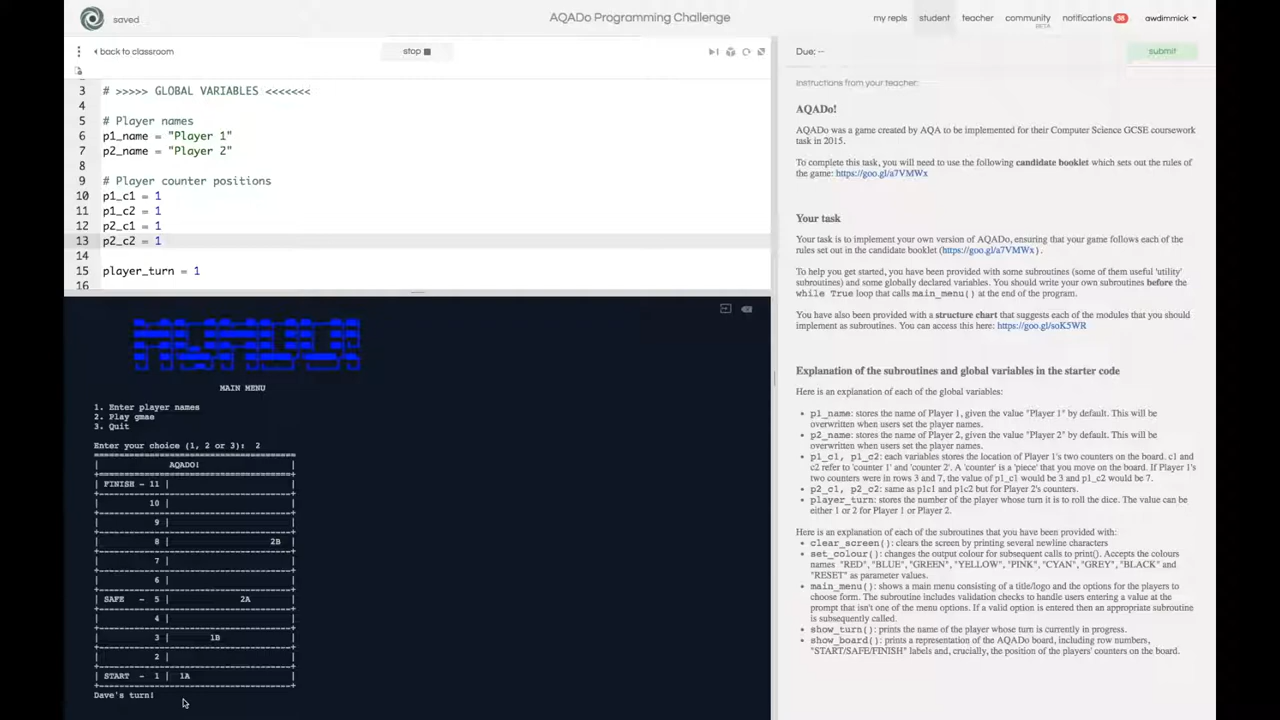 saved
AQADo Programming Challenge
my repls
student
teacher
community
BETA
notifications 36
awdimmick
back to classroom
stop
3 # >>>>> GLOBAL VARIABLES <<<<<<<
4
5 # Player names
6 p1_name = "Player 1"
7 p2_name = "Player 2"
8
9 # Player counter positions
10 p1_c1 = 1
11 p1_c2 = 1
12 p2_c1 = 1
13 p2_c2 = 1
14
15 player_turn = 1
16
AQADO!
MAIN MENU
1. Enter player names
2. Play gmae
3. Quit
Enter your choice (1, 2 or 3): 2
| AQADO! |
| FINISH - 11 | |
10 |
9 |
8 | 2B
7 |
6 |
| SAFE - 5 2A |
4 |
3 | 1B
2 |
| START - 1 | 1A |
Dave's turn!
Due: --
submit
Instructions from your teacher:
AQADo!
AQADo was a game created by AQA to be implemented for their Computer Science GCSE coursework
task in 2015.
To complete this task, you will need to use the following candidate booklet which sets out the rules of
the game: https://goo.gl/a7VMWx
Your task
Your task is to implement your own version of AQADo, ensuring that your game follows each of the
rules set out in the candidate booklet (https://goo.gl/a7VMWx).
To help you get started, you have been provided with some subroutines (some of them useful 'utility'
subroutines) and some globally declared variables. You should write your own subroutines before the
while True loop that calls main_menu() at the end of the program.
You have also been provided with a structure chart that suggests each of the modules that you should
implement as subroutines. You can access this here: https://goo.gl/soK5WR
Explanation of the subroutines and global variables in the starter code
Here is an explanation of each of the global variables:
• p1_name: stores the name of Player 1, given the value "Player 1" by default. This will be
overwritten when users set the player names.
• p2_name: stores the name of Player 2, given the value "Player 2" by default. This will be
overwritten when users set the player names.
• p1_c1, p1_c2: each variables stores the location of Player 1's two counters on the board. c1 and
c2 refer to 'counter 1' and 'counter 2'. A 'counter' is a 'piece' that you move on the board. If Player 1's
two counters were in rows 3 and 7, the value of p1_c1 would be 3 and p1_c2 would be 7.
• p2_c1, p2_c2: same as p1c1 and p1c2 but for Player 2's counters.
• player_turn: stores the number of the player whose turn it is to roll the dice. The value can be
either 1 or 2 for Player 1 or Player 2.
Here is an explanation of each of the subroutines that you have been provided with:
• clear_screen(): clears the screen by printing several newline characters
• set_colour(): changes the output colour for subsequent calls to print(). Accepts the colours
names "RED", "BLUE", "GREEN", "YELLOW", "PINK", "CYAN", "GREY", "BLACK" and
"RESET" as parameter values.
• main_menu(): shows a main menu consisting of a title/logo and the options for the players to
choose form. The subroutine includes validation checks to handle users entering a value at the
prompt that isn't one of the menu options. If a valid option is entered then an appropriate subroutine
is subsequently called.
• show_turn(): prints the name of the player whose turn is currently in progress.
• show_board(): prints a representation of the AQADo board, including row numbers,
"START/SAFE/FINISH" labels and, crucially, the position of the players' counters on the board.